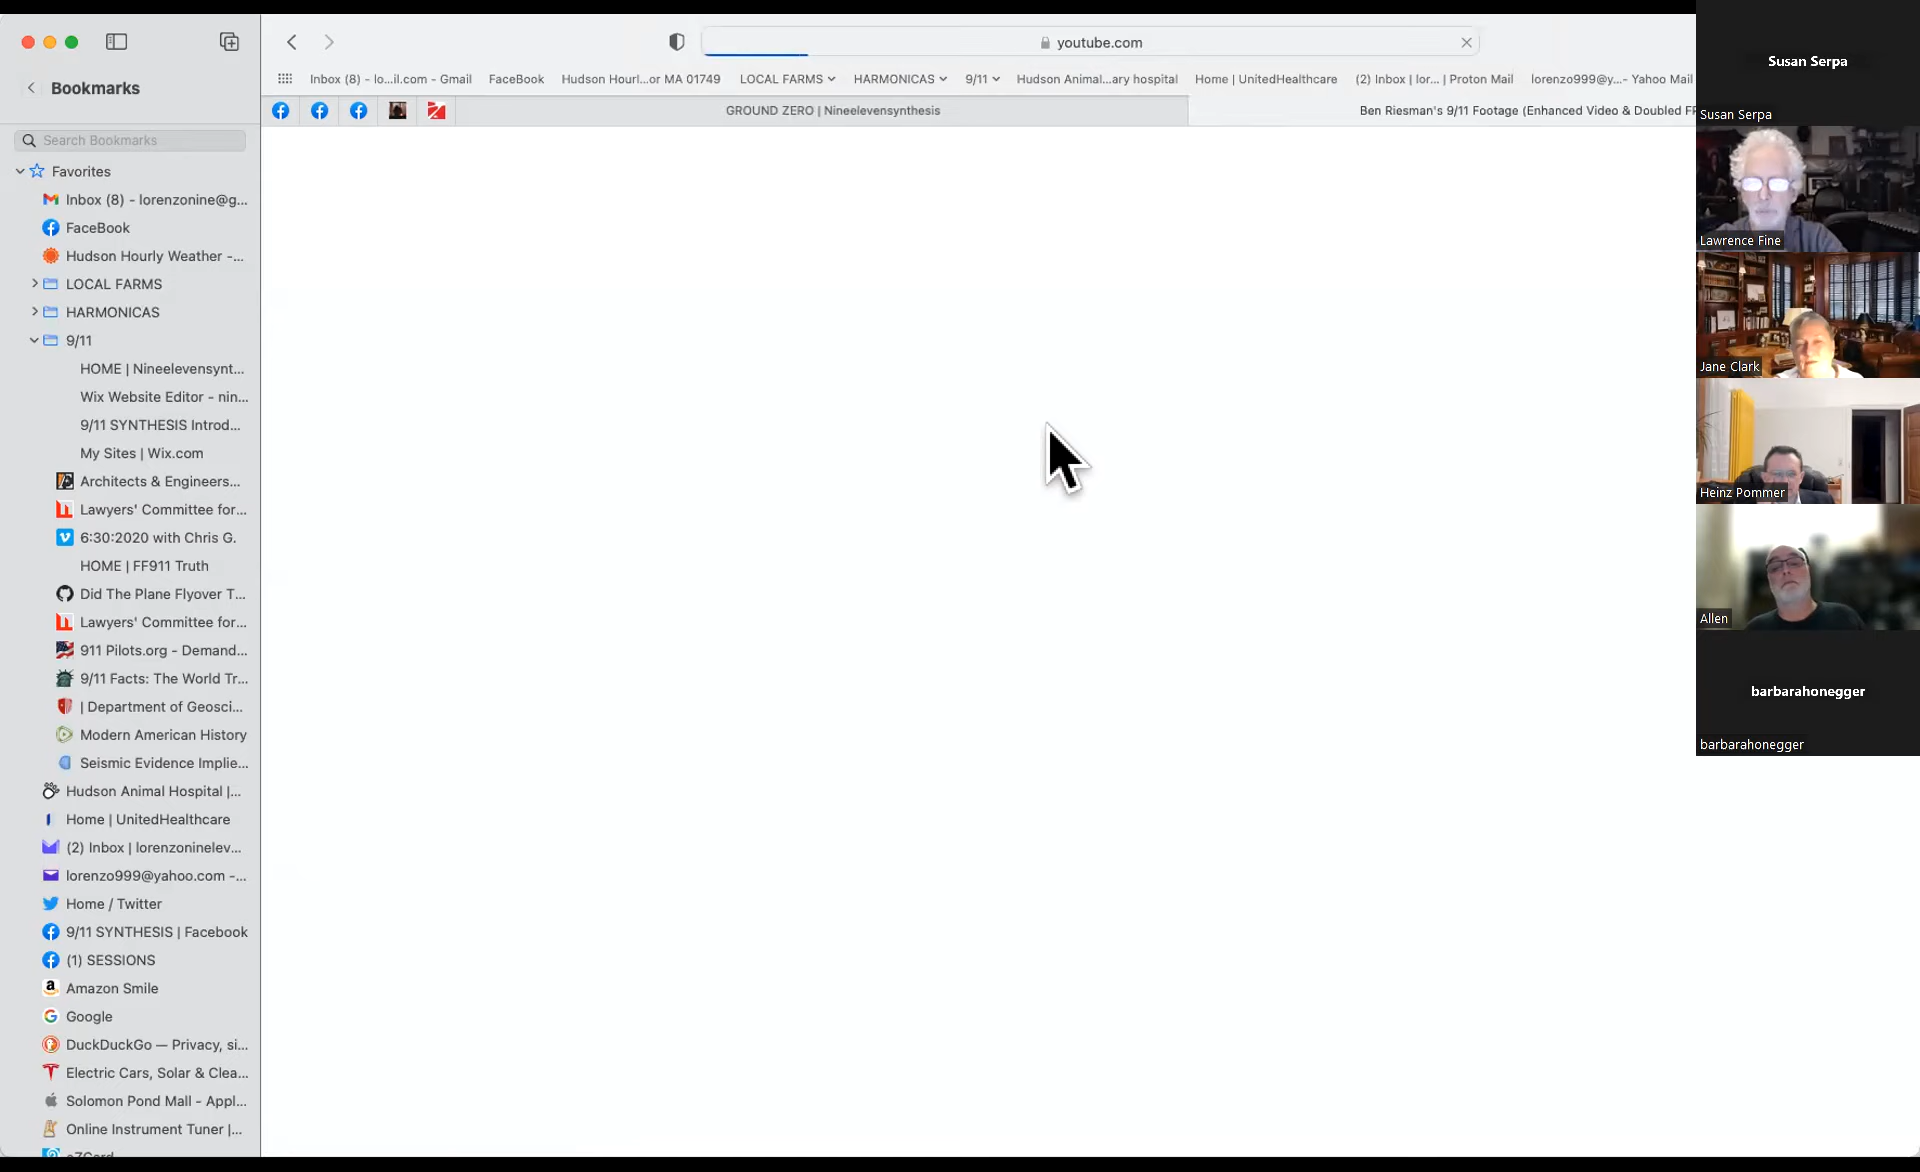 youtube.com
Inbox (8) - lo...il.com - Gmail
FaceBook
Hudson Hourl...or MA 01749
LOCAL FARMS
HARMONICAS
9/11
Hudson Animal...ary hospital
Home | UnitedHealthcare
(2) Inbox | lor... | Proton Mail
lorenzo999@y...- Yahoo Mail
GROUND ZERO | Nineelevensynthesis
Ben Riesman's 9/11 Footage (Enhanced Video & Doubled FP
Bookmarks
Search Bookmarks
Favorites
Inbox (8) - lorenzonine@g...
FaceBook
Hudson Hourly Weather -...
LOCAL FARMS
HARMONICAS
9/11
HOME | Nineelevensynt...
Wix Website Editor - nin...
9/11 SYNTHESIS Introd...
My Sites | Wix.com
Architects & Engineers...
Lawyers' Committee for...
6:30:2020 with Chris G.
HOME | FF911 Truth
Did The Plane Flyover T...
Lawyers' Committee for...
911 Pilots.org - Demand...
9/11 Facts: The World Tr...
| Department of Geosci...
Modern American History
Seismic Evidence Implie...
Hudson Animal Hospital |...
Home | UnitedHealthcare
(2) Inbox | lorenzoninelev...
lorenzo999@yahoo.com -...
Home / Twitter
9/11 SYNTHESIS | Facebook
(1) SESSIONS
Amazon Smile
Google
DuckDuckGo — Privacy, si...
Electric Cars, Solar & Clea...
Solomon Pond Mall - Appl...
Online Instrument Tuner |...
Susan Serpa
Susan Serpa
Lawrence Fine
Jane Clark
Heinz Pommer
Allen
barbarahonegger
barbarahonegger